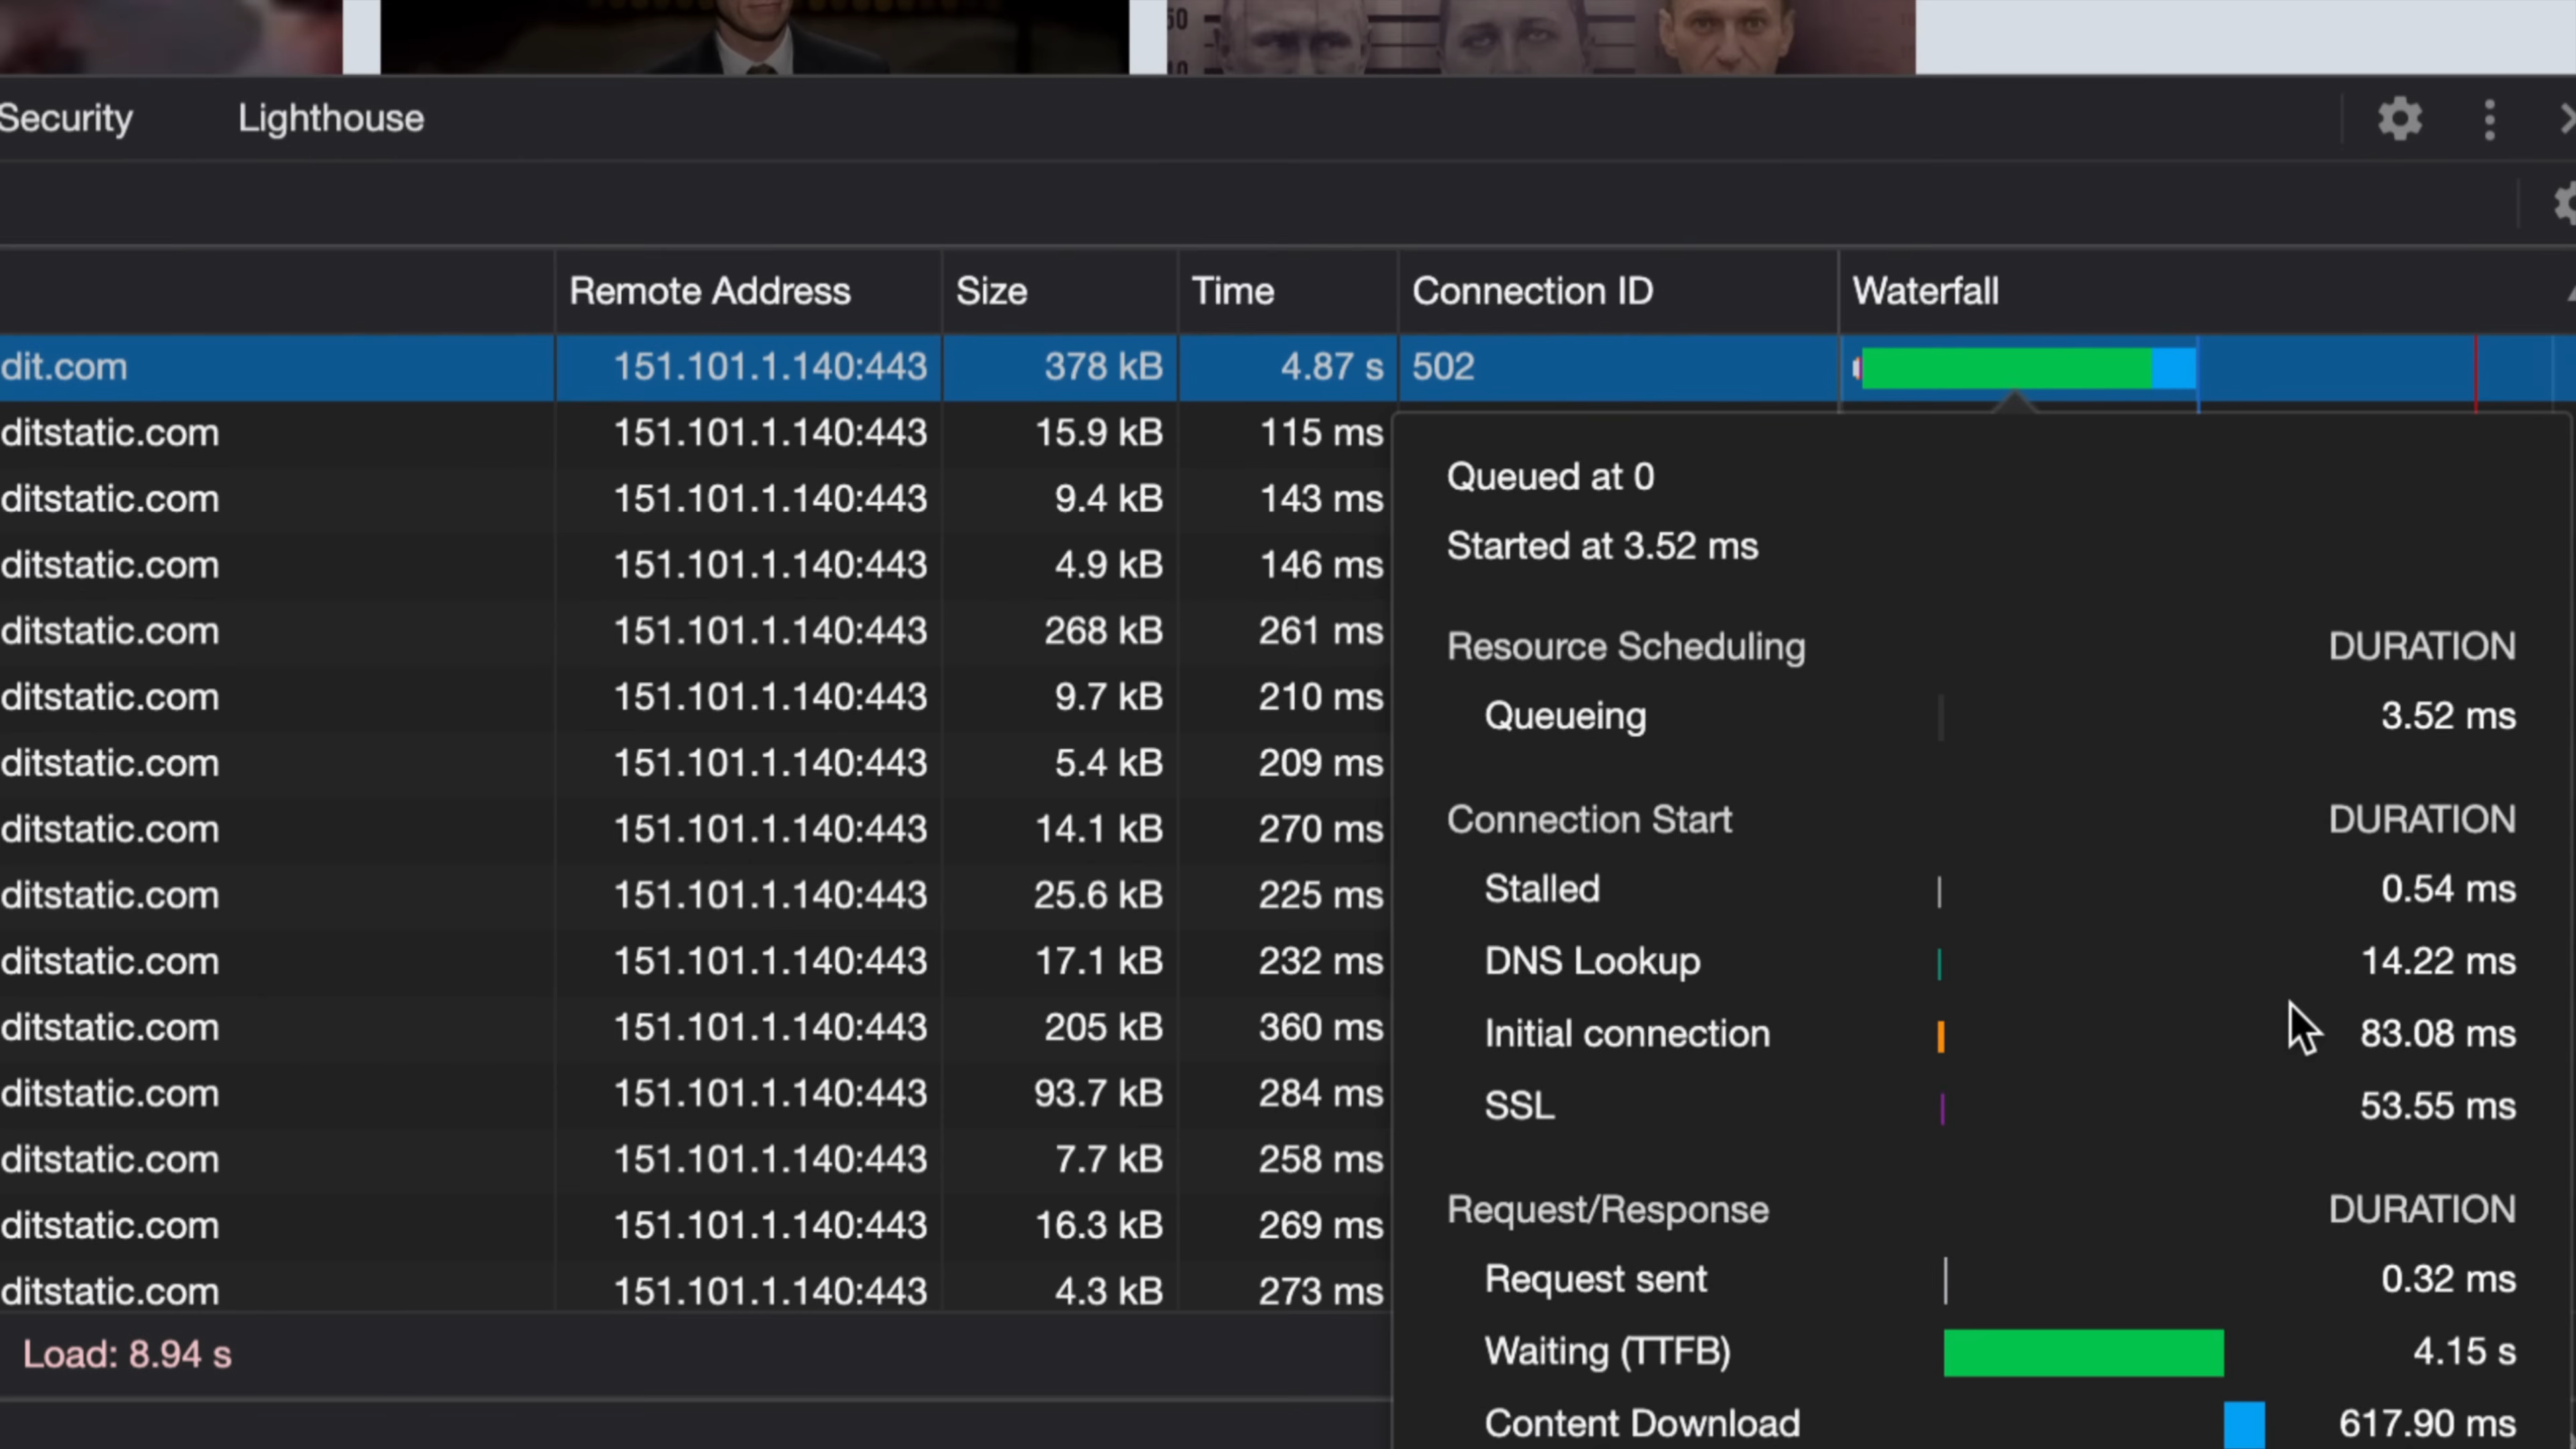 50
Security Lighthouse
Remote Address Size Time Connection ID Waterfall
dit.com 151.101.1.140:443 378 kB 4.87 s 502
ditstatic.com 151.101.1.140:443 15.9 kB 115 ms
ditstatic.com 151.101.1.140:443 9.4 kB 143 ms
ditstatic.com 151.101.1.140:443 4.9 kB 146 ms
ditstatic.com 151.101.1.140:443 268 kB 261 ms
ditstatic.com 151.101.1.140:443 9.7 kB 210 ms
ditstatic.com 151.101.1.140:443 5.4 kB 209 ms
ditstatic.com 151.101.1.140:443 14.1 kB 270 ms
ditstatic.com 151.101.1.140:443 25.6 kB 225 ms
ditstatic.com 151.101.1.140:443 17.1 kB 232 ms
ditstatic.com 151.101.1.140:443 205 kB 360 ms
ditstatic.com 151.101.1.140:443 93.7 kB 284 ms
ditstatic.com 151.101.1.140:443 7.7 kB 258 ms
ditstatic.com 151.101.1.140:443 16.3 kB 269 ms
ditstatic.com 151.101.1.140:443 4.3 kB 273 ms
Load: 8.94 s
Queued at 0
Started at 3.52 ms
Resource Scheduling DURATION
Queueing 3.52 ms
Connection Start DURATION
Stalled 0.54 ms
DNS Lookup 14.22 ms
Initial connection 83.08 ms
SSL 53.55 ms
Request/Response DURATION
Request sent 0.32 ms
Waiting (TTFB) 4.15 s
Content Download 617.90 ms